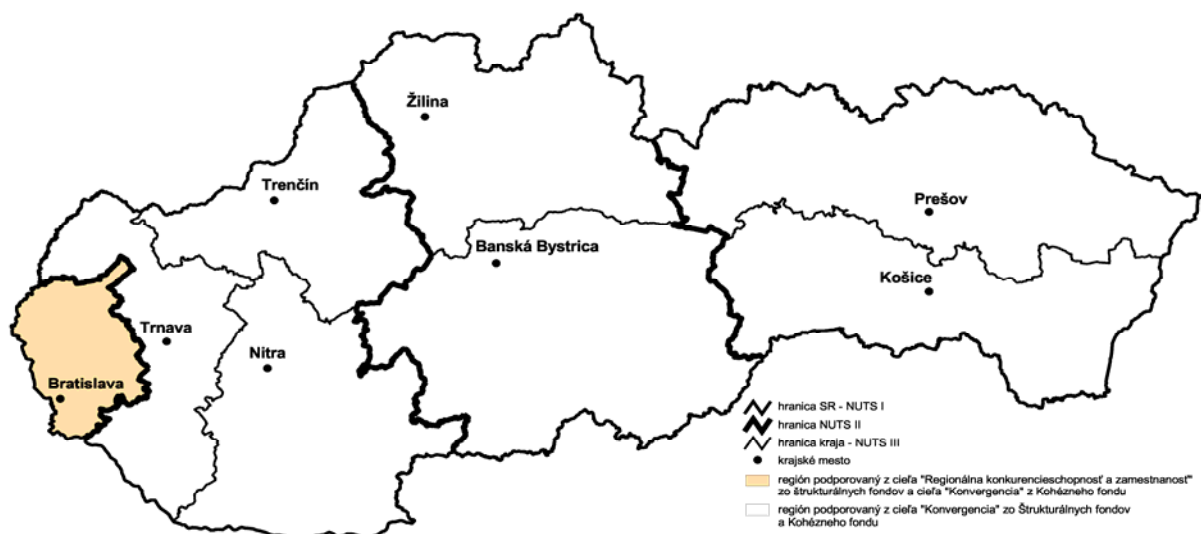 Žilina
Trenčín
Prešov
Banská Bystrica
Košice
Trnava
Nitra
Bratislava
hranica SR - NUTS I
hranica NUTS II
hranica kraja - NUTS III
krajské mesto
región podporovaný z cieľa "Regionálna konkurencieschopnosť a zamestnanosť"
zo štrukturálnych fondov a cieľa "Konvergencia" z Kohézneho fondu
región podporovaný z cieľa "Konvergencia" zo Štrukturálnych fondov
a Kohézneho fondu